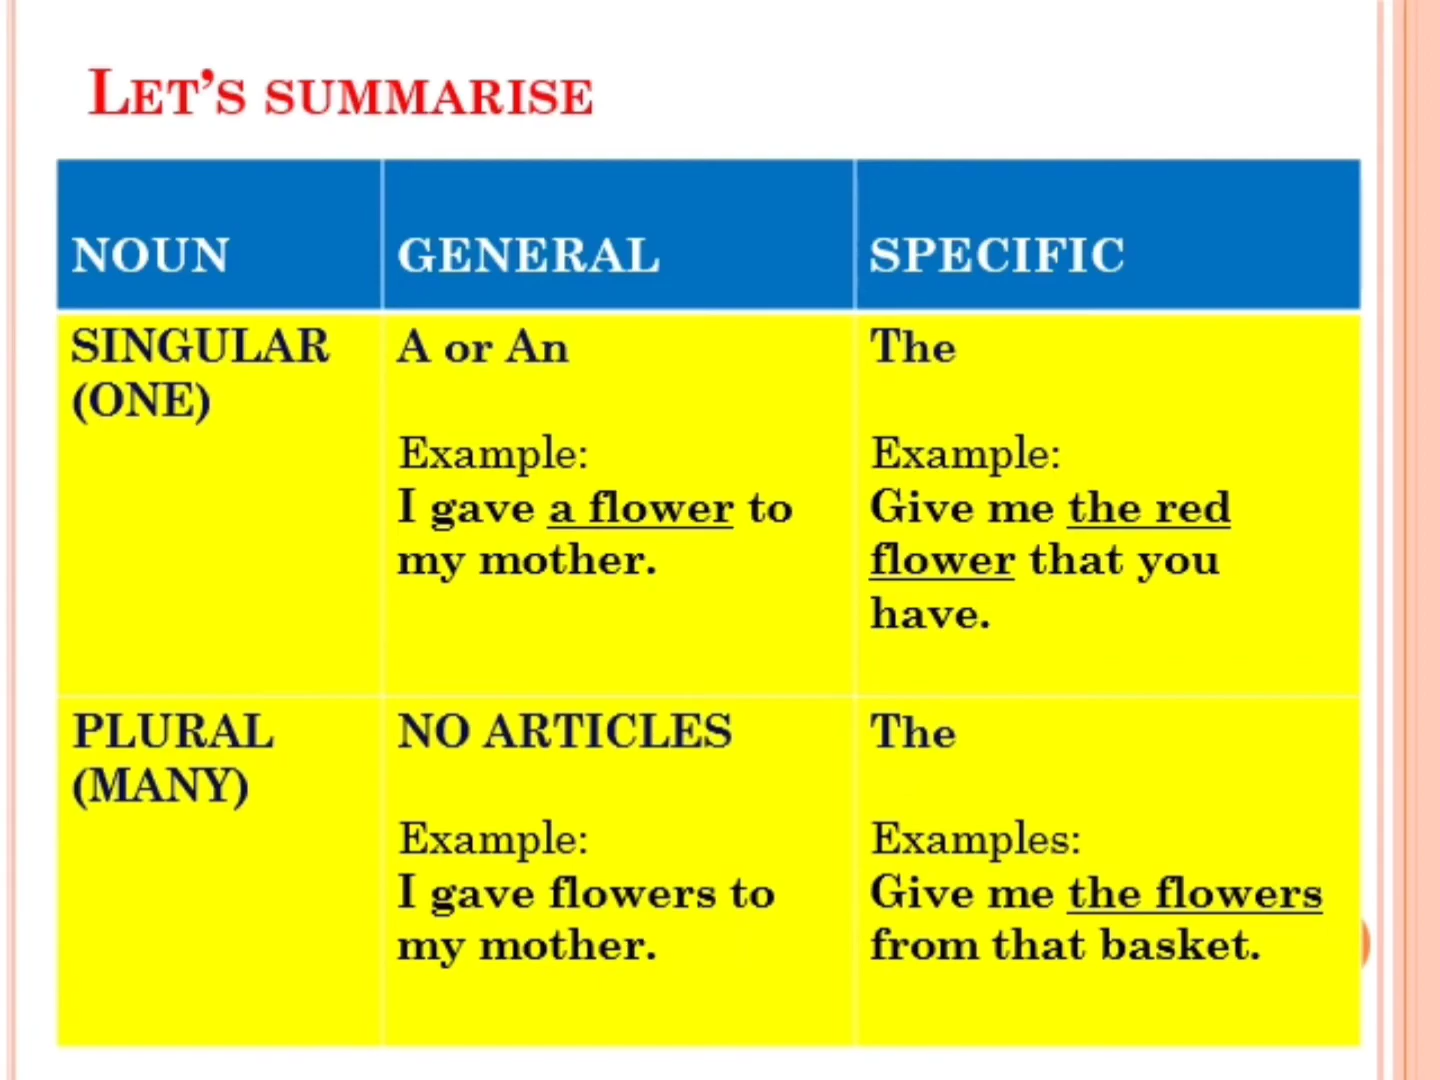 LET'S SUMMARISE
NOUN
GENERAL
SPECIFIC
SINGULAR
(ONE)
A or An
Example:
I gave a flower to
my mother.
The
Example:
Give me the red
flower that you
have.
PLURAL
(MANY)
NO ARTICLES
Example:
I gave flowers to
my mother.
The
Examples:
Give me the flowers
from that basket.